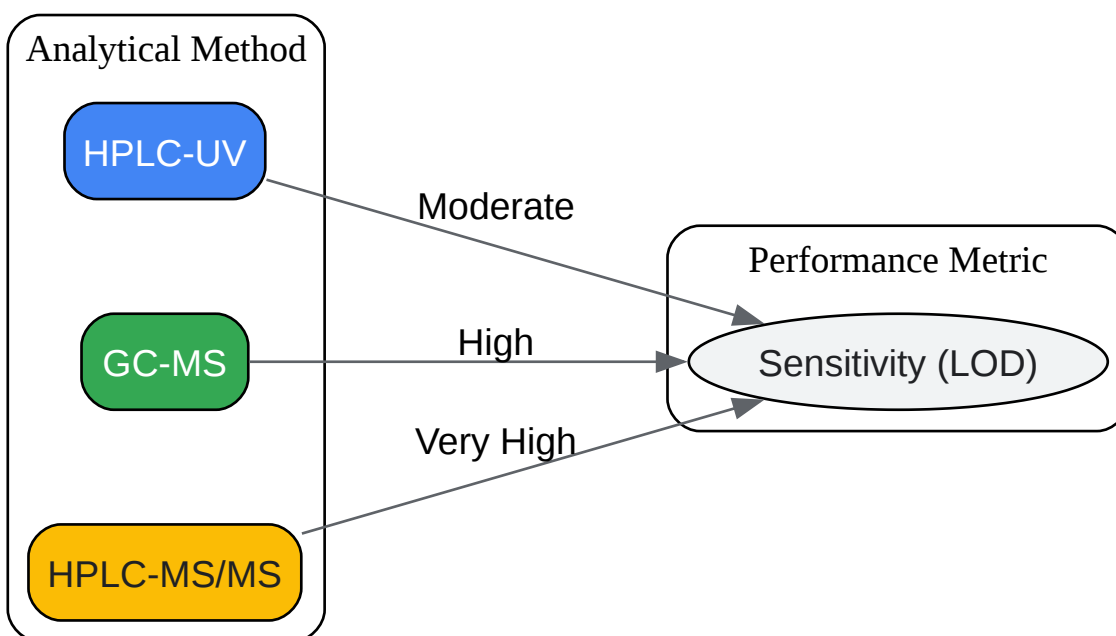 Analytical Method
HPLC-UV
Moderate
Performance Metric
GC-MS
High
Sensitivity (LOD)
Very High
HPLC-MS/MS